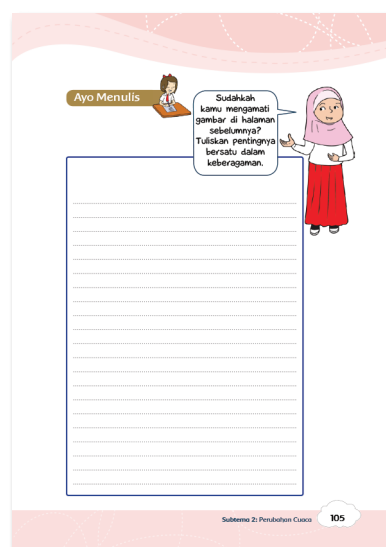 Ayo Menulis
Sudahkah
kamu mengamati
gambar di halaman
sebelumnya?
Tuliskan pentingnya
bersatu dalam
keberagaman.
Subtema 2: Perubahan Cuaca 105